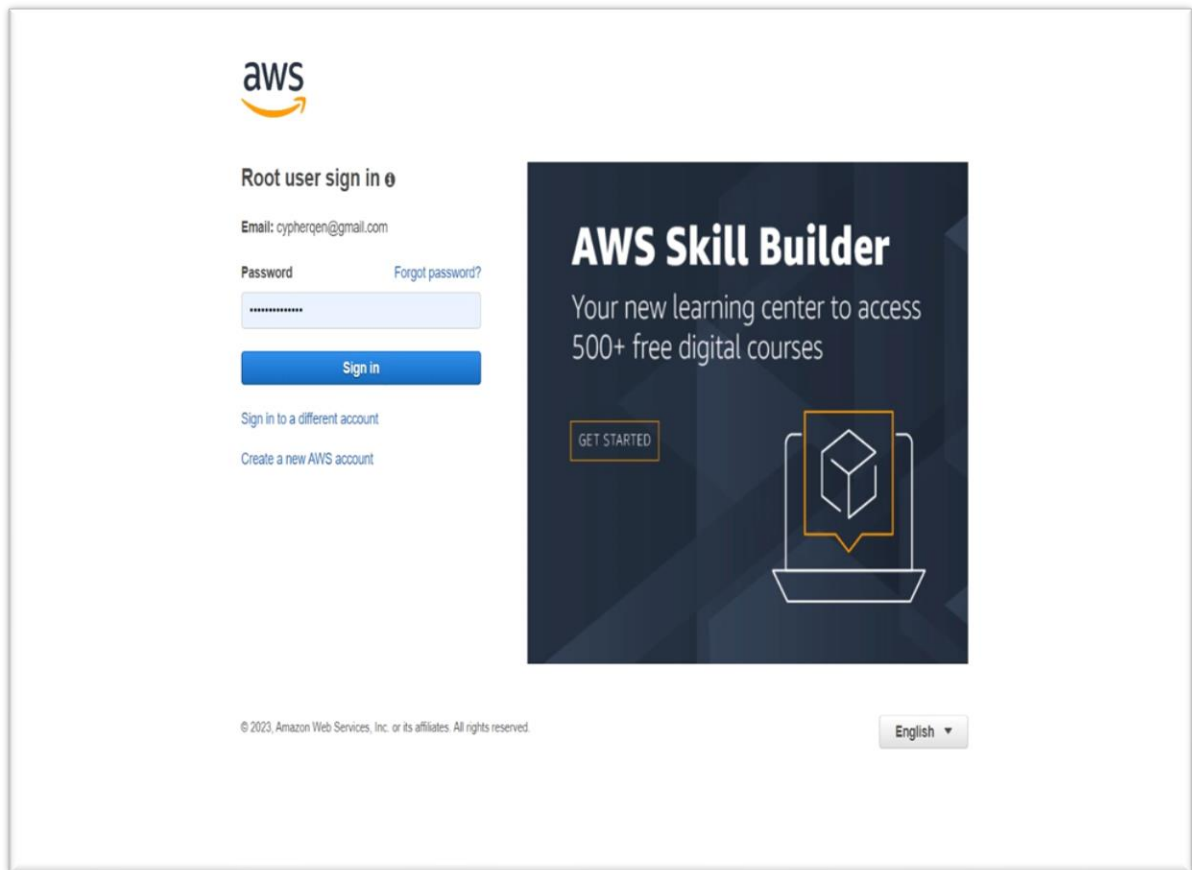 aws
Root user sign in
Email: cypherqen@gmail.com
Password Forgot password?
••••••••••••••
Sign in
Sign in to a different account
Create a new AWS account
AWS Skill Builder
Your new learning center to access
500+ free digital courses
GET STARTED
© 2023, Amazon Web Services, Inc. or its affiliates. All rights reserved.
English